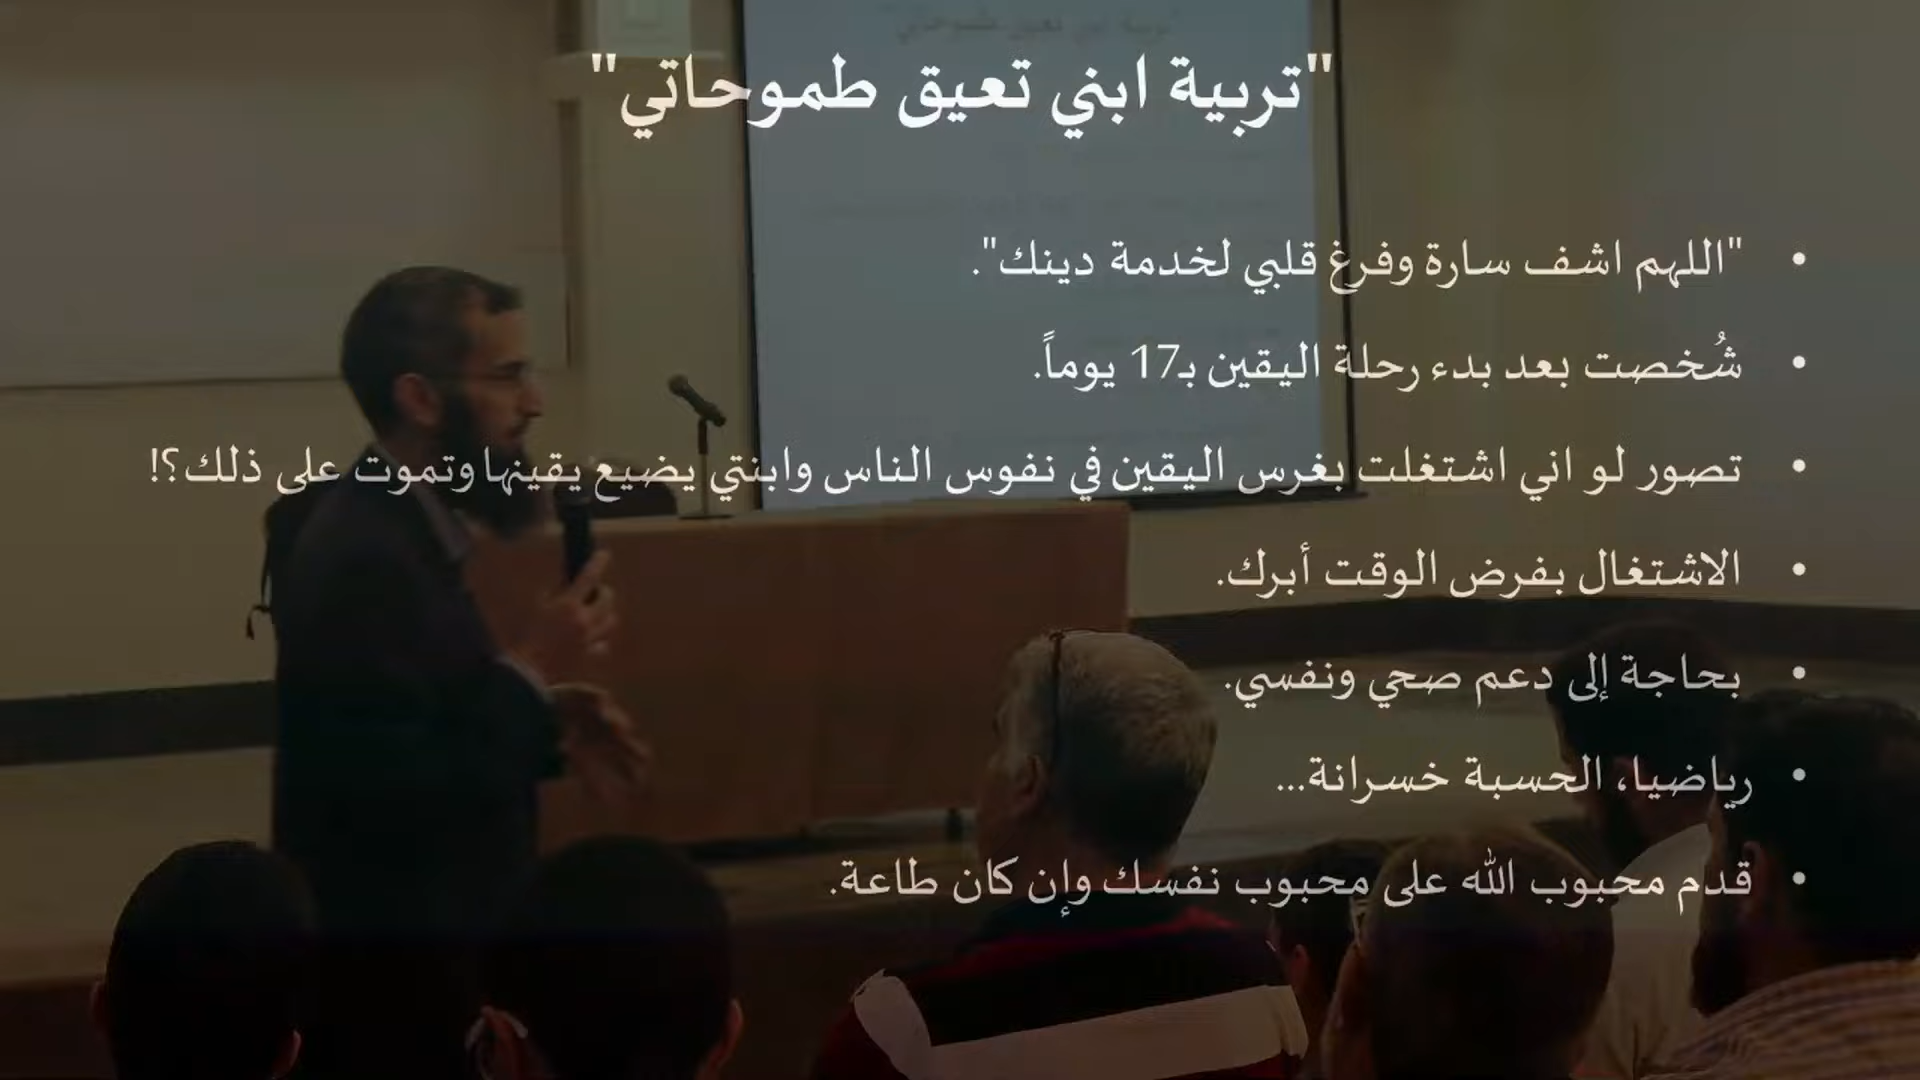 "تربية ابني تعيق طموحاتي"
• "اللهم اشف سارة وفرغ قلبي لخدمة دينك".
• شُخصت بعد بدء رحلة اليقين بـ17 يوماً.
• تصور لو اني اشتغلت بغرس اليقين في نفوس الناس وابنتي يضيع يقينها وتموت على ذلك؟!
• الاشتغال بفرض الوقت أبرك.
• بحاجة إلى دعم صحي ونفسي.
• رياضيا، الحسبة خسرانة...
• قدم محبوب الله على محبوب نفسك وإن كان طاعة.